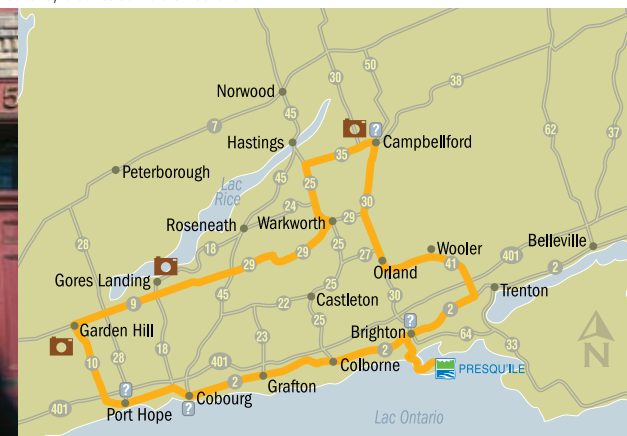 50
30
38
Norwood
45
62
37
7
Hastings
?
Campbellford
35
Peterborough
45
25
Lac
Rice
24
30
Roseneath
Warkworth
29
28
18
Wooler
Belleville
29
25
27
401
2
29
Orland
41
Gores Landing
45
Trenton
9
22
Castleton
30
2
25
?
64
Garden Hill
23
Brighton
33
N
10
28
18
401
2
Colborne
PRESQU'ILE
?
2
Grafton
401
Cobourg
Port Hope
?
Lac Ontario